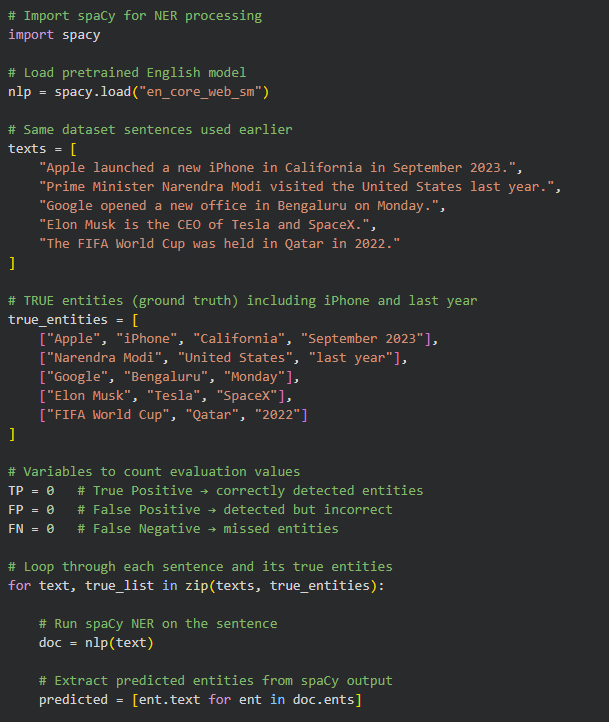 # Import spaCy for NER processing
import spacy
# Load pretrained English model
nlp = spacy.load("en_core_web_sm")
# Same dataset sentences used earlier
texts = [
    "Apple launched a new iPhone in California in September 2023.",
    "Prime Minister Narendra Modi visited the United States last year.",
    "Google opened a new office in Bengaluru on Monday.",
    "Elon Musk is the CEO of Tesla and SpaceX.",
    "The FIFA World Cup was held in Qatar in 2022."
]
# TRUE entities (ground truth) including iPhone and last year
true_entities = [
    ["Apple", "iPhone", "California", "September 2023"],
    ["Narendra Modi", "United States", "last year"],
    ["Google", "Bengaluru", "Monday"],
    ["Elon Musk", "Tesla", "SpaceX"],
    ["FIFA World Cup", "Qatar", "2022"]
]
# Variables to count evaluation values
TP = 0   # True Positive → correctly detected entities
FP = 0   # False Positive → detected but incorrect
FN = 0   # False Negative → missed entities
# Loop through each sentence and its true entities
for text, true_list in zip(texts, true_entities):
    # Run spaCy NER on the sentence
    doc = nlp(text)
    # Extract predicted entities from spaCy output
    predicted = [ent.text for ent in doc.ents]